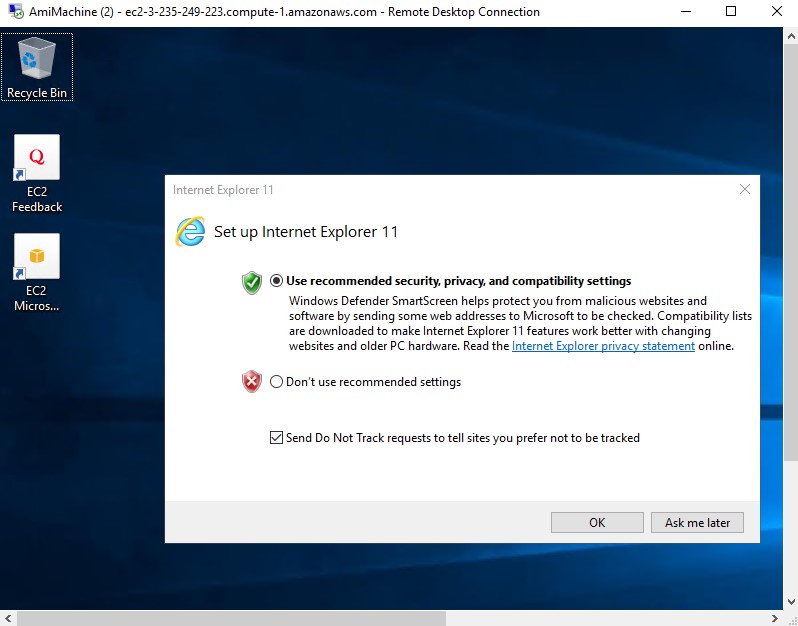 AmiMachine (2) - ec2-3-235-249-223.compute-1.amazonaws.com - Remote Desktop Connection
Recycle Bin
Q
EC2
Feedback
EC2
Micros...
Internet Explorer 11
Set up Internet Explorer 11
Use recommended security, privacy, and compatibility settings
Windows Defender SmartScreen helps protect you from malicious websites and
software by sending some web addresses to Microsoft to be checked. Compatibility lists
are downloaded to make Internet Explorer 11 features work better with changing
websites and older PC hardware. Read the Internet Explorer privacy statement online.
Don't use recommended settings
Send Do Not Track requests to tell sites you prefer not to be tracked
OK
Ask me later